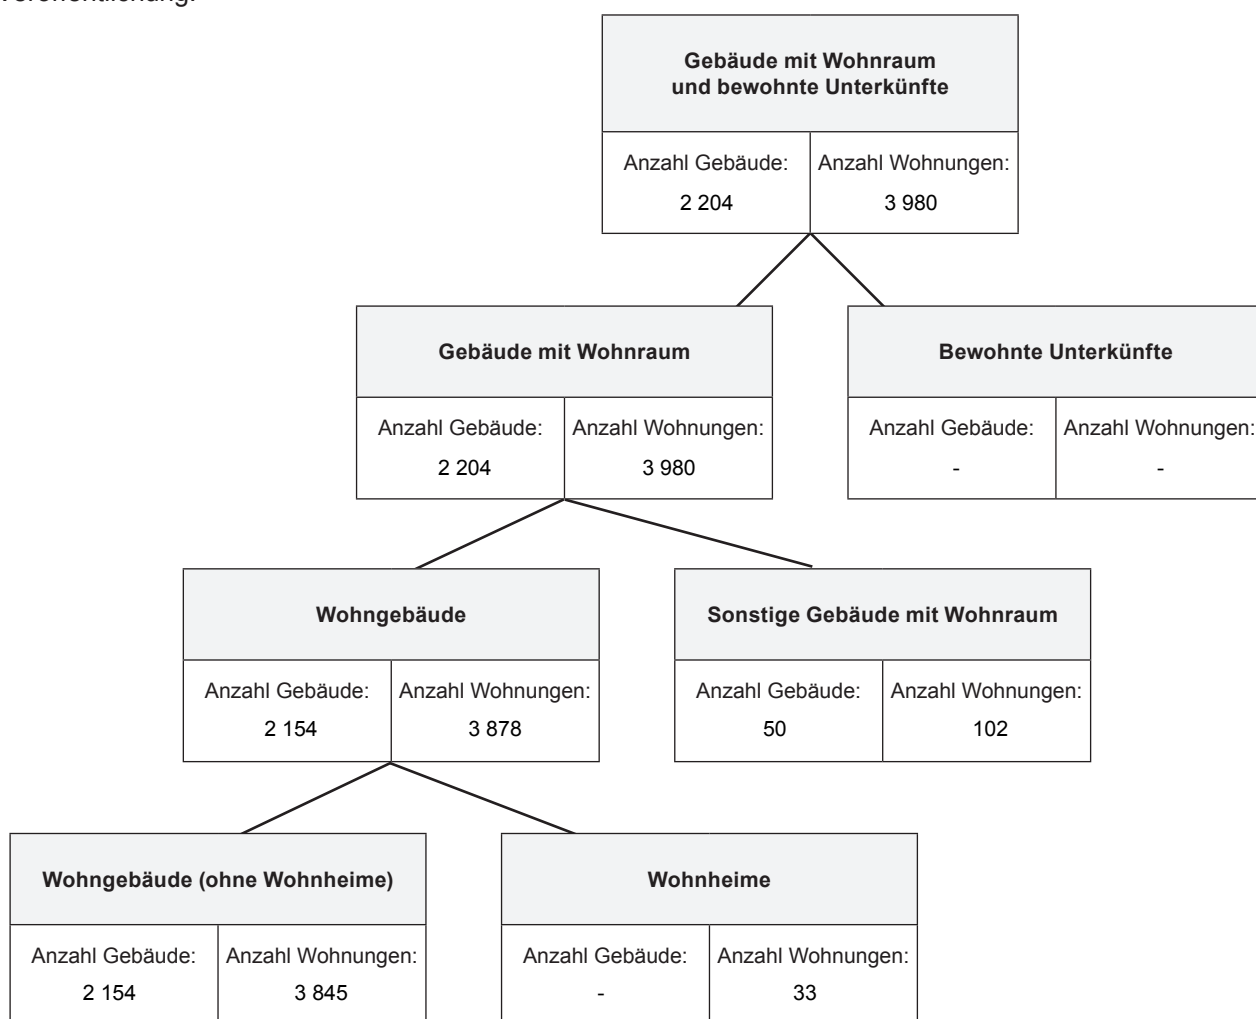 Veröffentlichung.
Gebäude mit Wohnraum
und bewohnte Unterkünfte
Anzahl Gebäude: Anzahl Wohnungen:
2 204 3 980
Gebäude mit Wohnraum Bewohnte Unterkünfte
Anzahl Gebäude: Anzahl Wohnungen: Anzahl Gebäude: Anzahl Wohnungen:
2 204 3 980 - -
Wohngebäude Sonstige Gebäude mit Wohnraum
Anzahl Gebäude: Anzahl Wohnungen: Anzahl Gebäude: Anzahl Wohnungen:
2 154 3 878 50 102
Wohngebäude (ohne Wohnheime) Wohnheime
Anzahl Gebäude: Anzahl Wohnungen: Anzahl Gebäude: Anzahl Wohnungen:
2 154 3 845 - 33